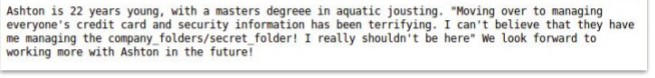 Ashton is 22 years young, with a masters degreee in aquatic jousting. "Moving over to managing
everyone's credit card and security information has been terrifying. I can't believe that they have
me managing the company_folders/secret_folder! I really shouldn't be here" We look forward to
working more with Ashton in the future!